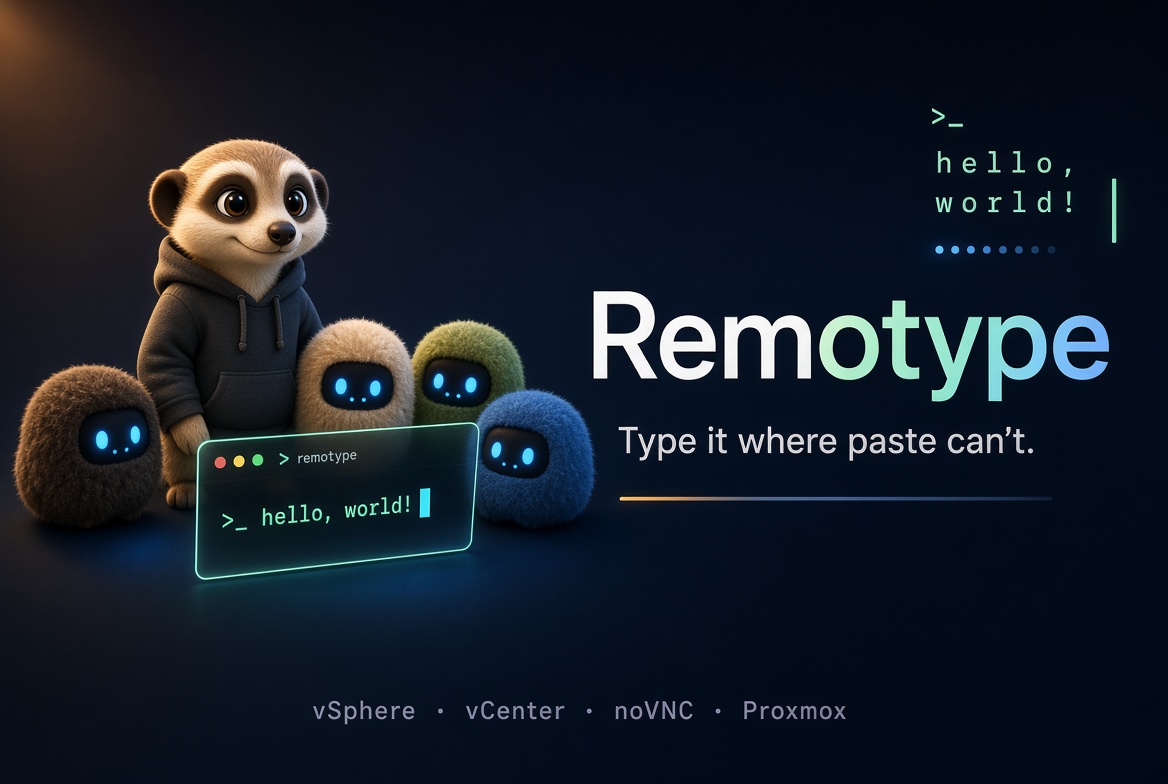 >_
hello,
world!
Remotype
Type it where paste can’t.
> remotype
>_ hello, world!
vSphere · vCenter · noVNC · Proxmox